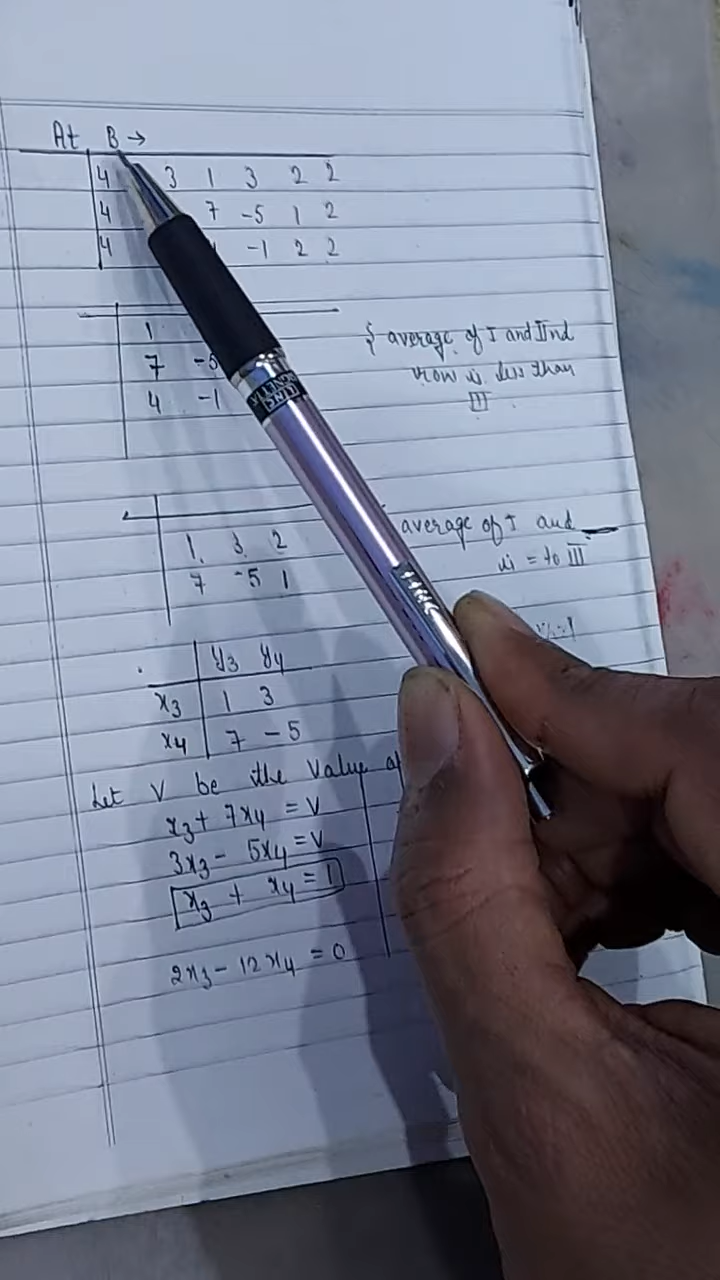 At B →
4 3 1 3 2 2
4 7 -5 1 2
4 -1 2 2
1
7 -5
4 -1
{ average of I and IInd
row is less than
III
1 3 2
7 -5 1
average of I and
is = to III
y3 y4
x3 1 3
x4 7 -5
Let V be the Value
x3 + 7x4 = V
3x3 - 5x4 = V
x3 + x4 = 1
2x3 - 12x4 = 0